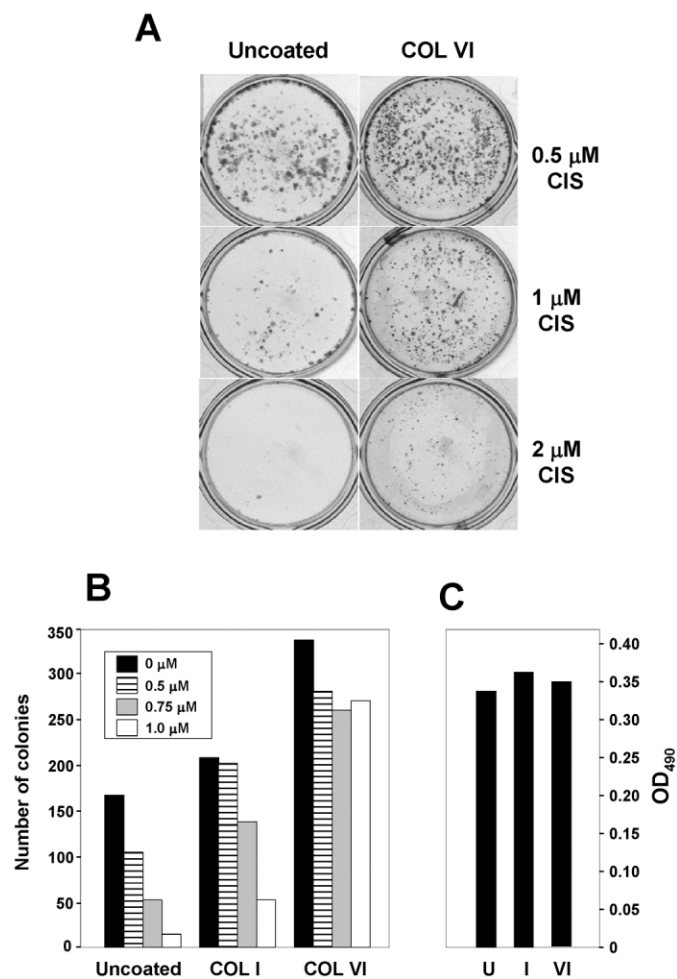 A
Uncoated COL VI
0.5 μM
CIS
1 μM
CIS
2 μM
CIS
B
Number of colonies
350
300
250
200
150
100
50
0
0 μM
0.5 μM
0.75 μM
1.0 μM
Uncoated COL I COL VI
C
0.40
0.35
0.30
0.25
0.20
0.15
0.10
0.05
0
OD490
U I VI